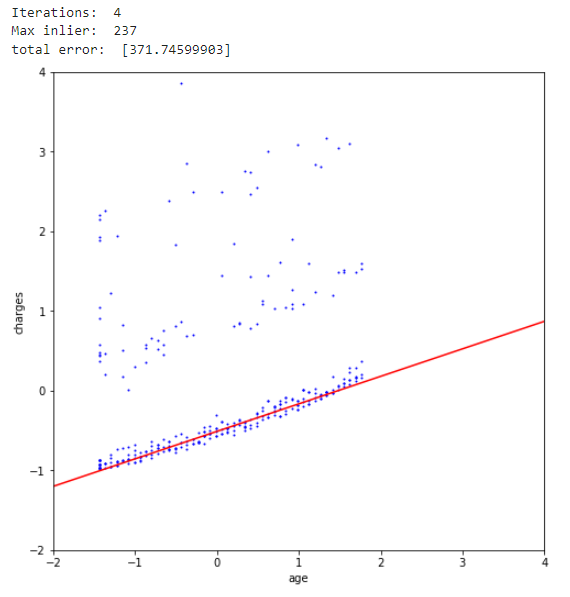 Iterations:  4
Max inlier:  237
total error:  [371.74599903]
4
3
2
1
0
−1
−2
charges
−2 −1 0 1 2 3 4
age